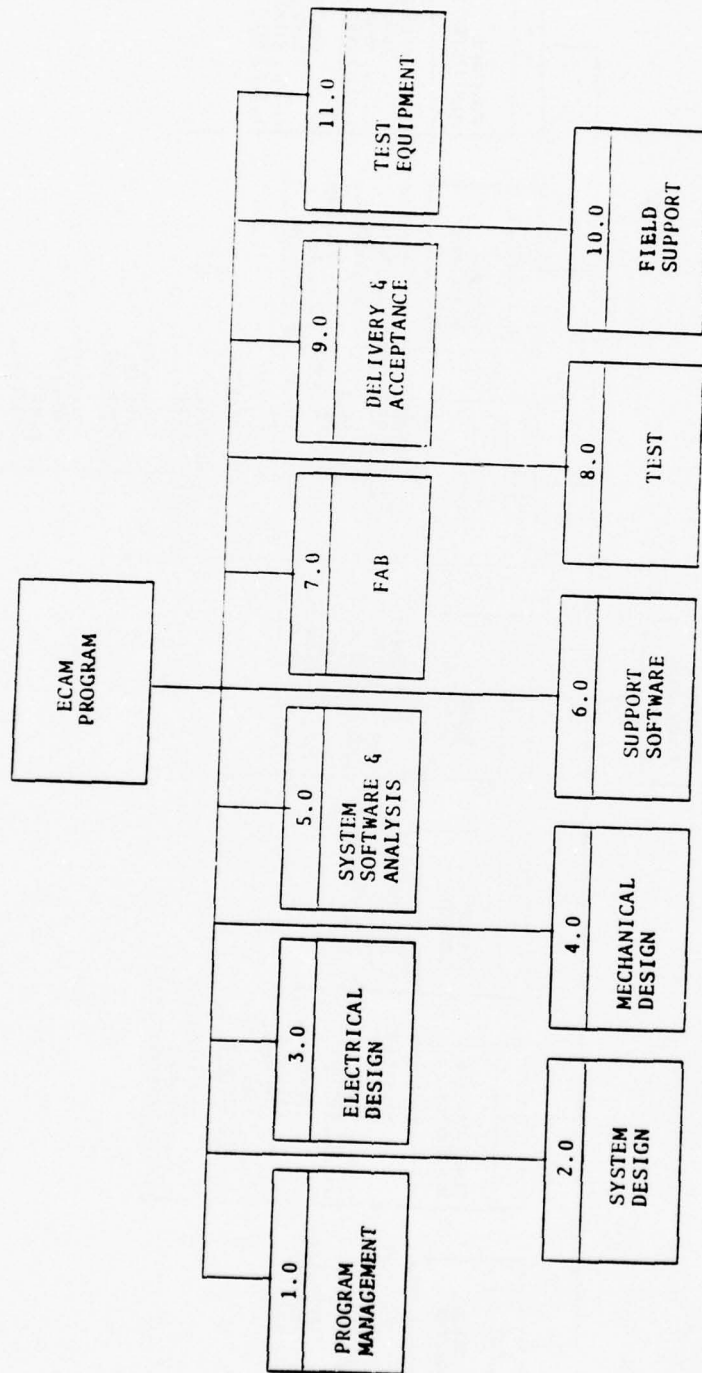 ECAM
PROGRAM
1.0
PROGRAM
MANAGEMENT
3.0
ELECTRICAL
DESIGN
5.0
SYSTEM
SOFTWARE &
ANALYSIS
7.0
FAB
9.0
DELIVERY &
ACCEPTANCE
11.0
TEST
EQUIPMENT
2.0
SYSTEM
DESIGN
4.0
MECHANICAL
DESIGN
6.0
SUPPORT
SOFTWARE
8.0
TEST
10.0
FIELD
SUPPORT